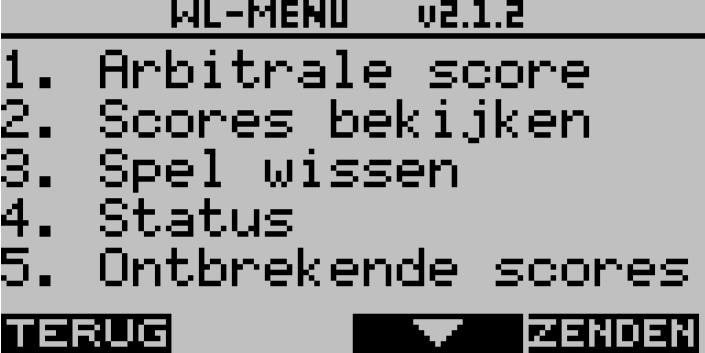 WL-MENU v2.1.2
1. Arbitrale score
2. Scores bekijken
3. Spel wissen
4. Status
5. Ontbrekende scores
TERUG ZENDEN